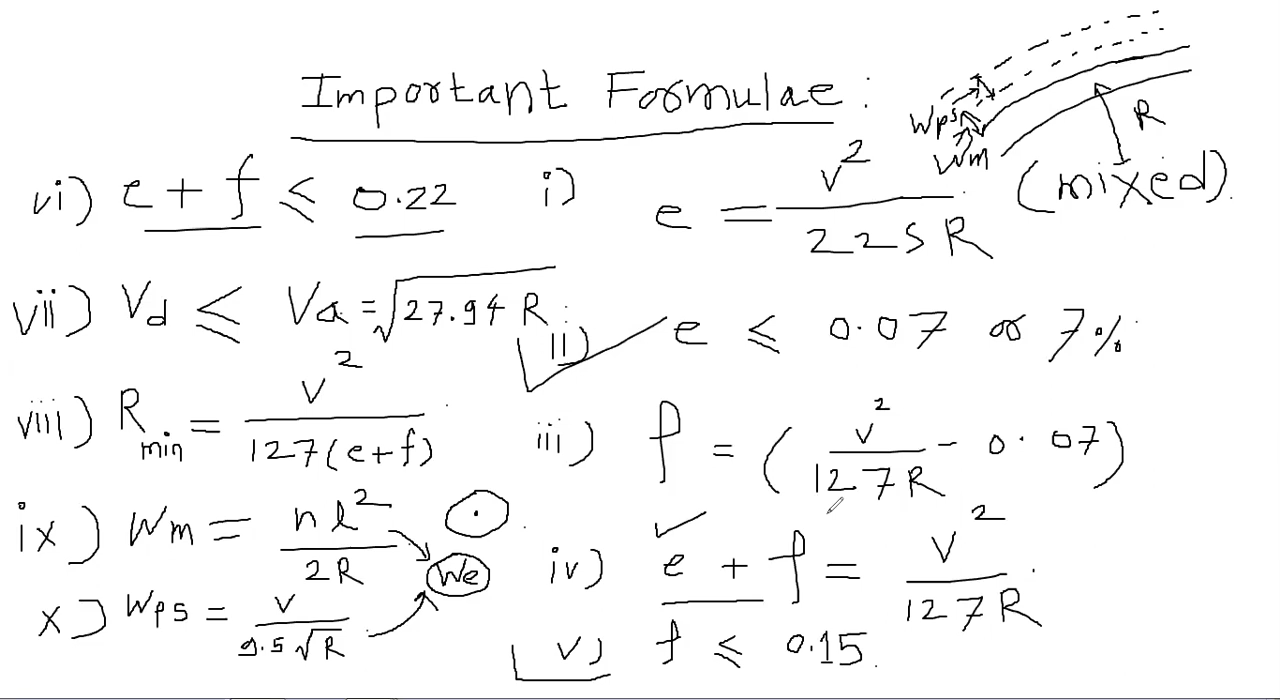 Important Formulae :
Wps
Wm
R
i) e = v² / 225 R (mixed).
ii) e ≤ 0.07 or 7%
iii) f = ( v² / 127R - 0.07 )
iv) e + f = v² / 127R
v) f ≤ 0.15
vi) e + f ≤ 0.22
vii) Vd ≤ Va = √27.94 R
viii) Rmin = v² / 127(e+f)
ix) Wm = nl² / 2R
We
x) Wps = v / 9.5√R